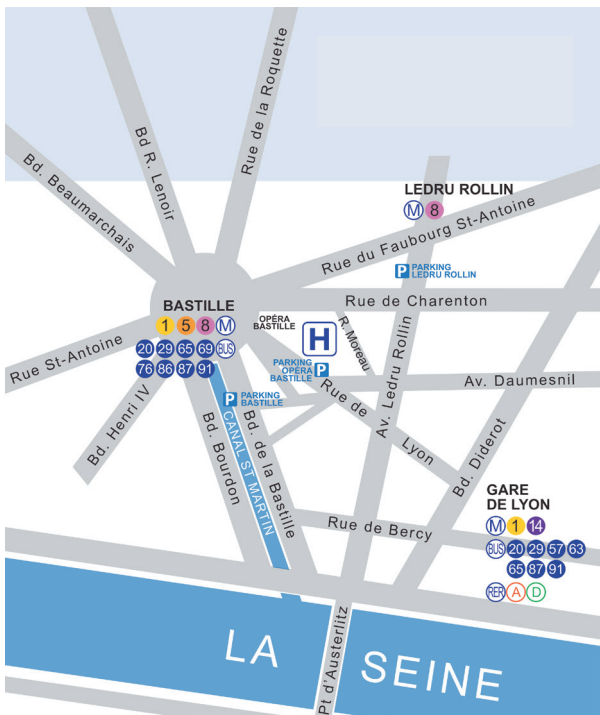 Rue de la Roquette
Bd R. Lenoir
Bd. Beaumarchais
LEDRU ROLLIN
M 8
Rue du Faubourg St-Antoine
P PARKING
LEDRU ROLLIN
Rue de Charenton
BASTILLE
1 5 8 M
20 29 65 69 BUS
76 86 87 91
OPÉRA
BASTILLE
H
R. Moreau
PARKING
OPÉRA
BASTILLE P
Rue St-Antoine
Av. Ledru Rollin
Av. Daumesnil
P PARKING
BASTILLE
Bd. Henri IV
Bd. Bourdon
CANAL ST MARTIN
Bd. de la Bastille
Rue de Lyon
Bd. Diderot
GARE
DE LYON
M 1 14
BUS 20 29 57 63
65 87 91
RER A D
Rue de Bercy
LA SEINE
Pt d'Austerlitz